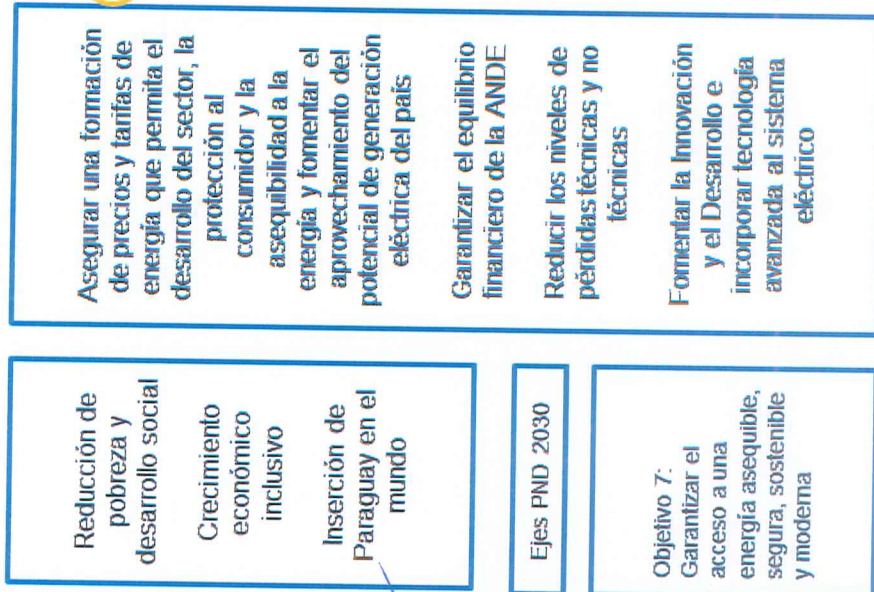 Reducción de
pobreza y
desarrollo social
Crecimiento
económico
inclusivo
Inserción de
Paraguay en el
mundo
Ejes PND 2030
Objetivo 7:
Garantizar el
acceso a una
energía asequible,
segura, sostenible
y moderna
Asegurar una formación
de precios y tarifas de
energía que permita el
desarrollo del sector, la
protección al
consumidor y la
asequibilidad a la
energía y fomentar el
aprovechamiento del
potencial de generación
eléctrica del país
Garantizar el equilibrio
financiero de la ANDE
Reducir los niveles de
pérdidas técnicas y no
técnicas
Fomentar la Innovación
y el Desarrollo e
incorporar tecnología
avanzada al sistema
eléctrico